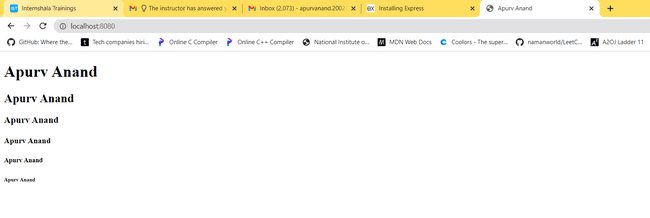 Internshala Trainings
The instructor has answered y
Inbox (2,073) - apurvanand.2002
Installing Express
Apurv Anand
localhost:8080
GitHub: Where the...
Tech companies hiri...
Online C Compiler
Online C++ Compiler
National Institute o...
MDN Web Docs
Coolors - The super...
namanworld/LeetC...
A2OJ Ladder 11
Apurv Anand
Apurv Anand
Apurv Anand
Apurv Anand
Apurv Anand
Apurv Anand